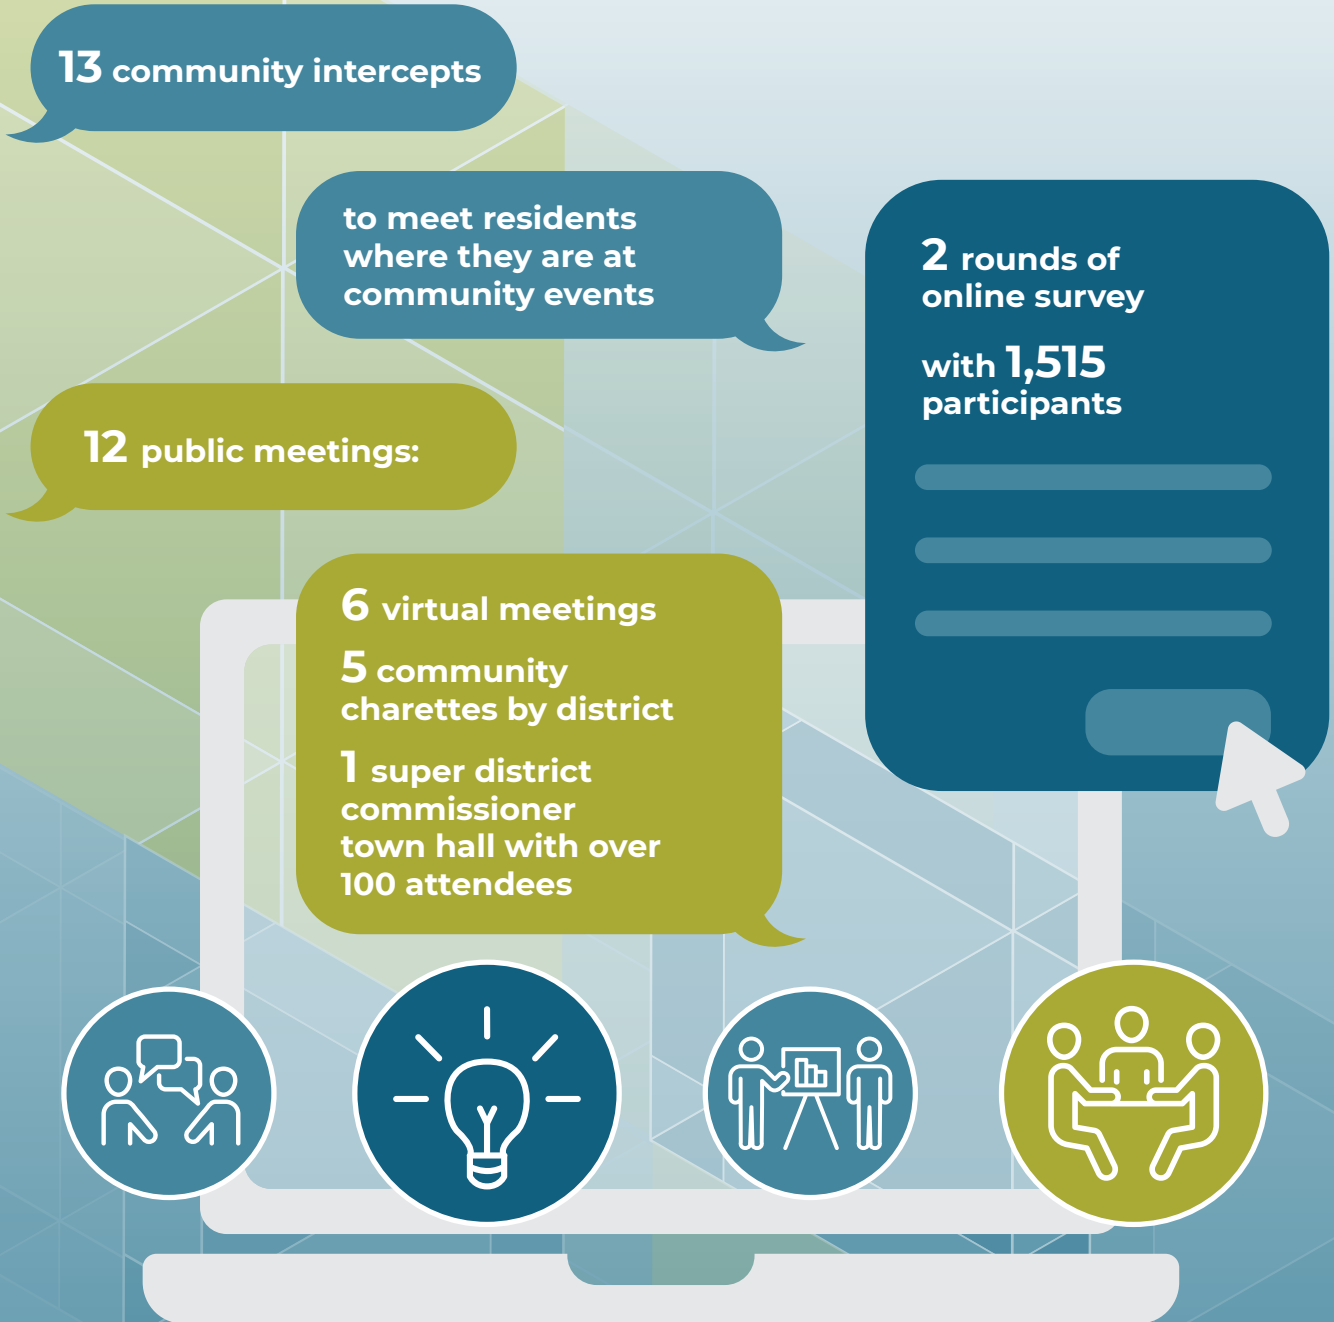 13 community intercepts
to meet residents
where they are at
community events
12 public meetings:
6 virtual meetings
5 community
charettes by district
1 super district
commissioner
town hall with over
100 attendees
2 rounds of
online survey
with 1,515
participants